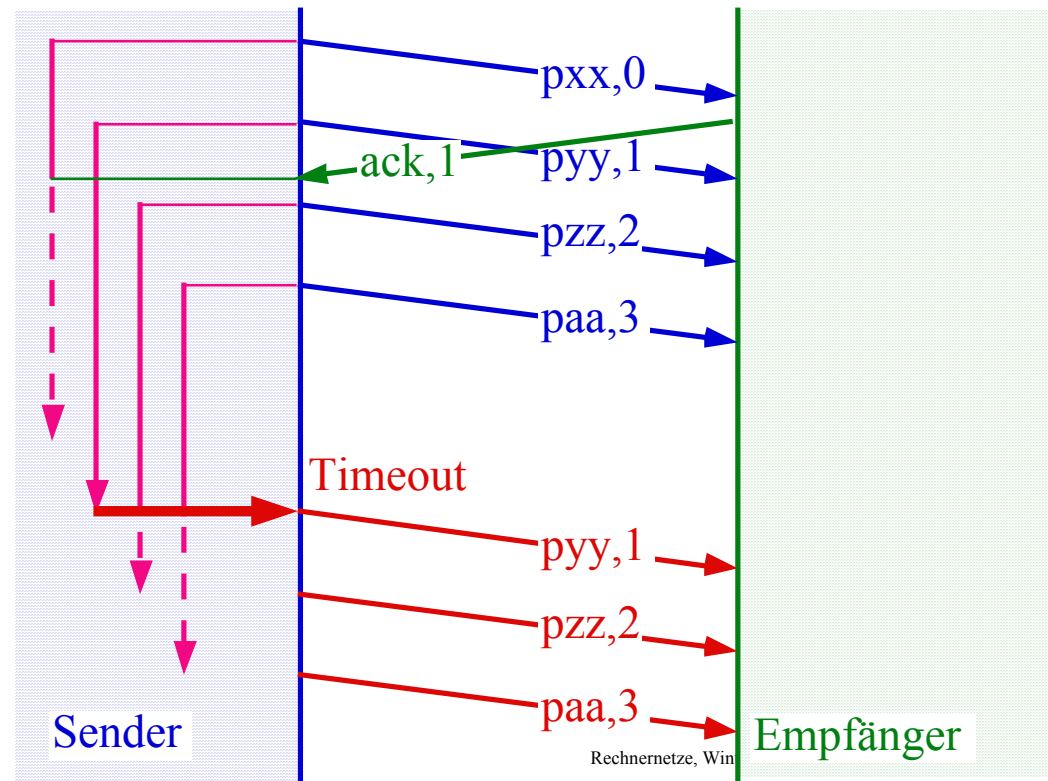 pxx,0
pyy,1
ack,1
pzz,2
paa,3
Timeout
pyy,1
pzz,2
paa,3
Sender
Empfänger
Rechnernetze,